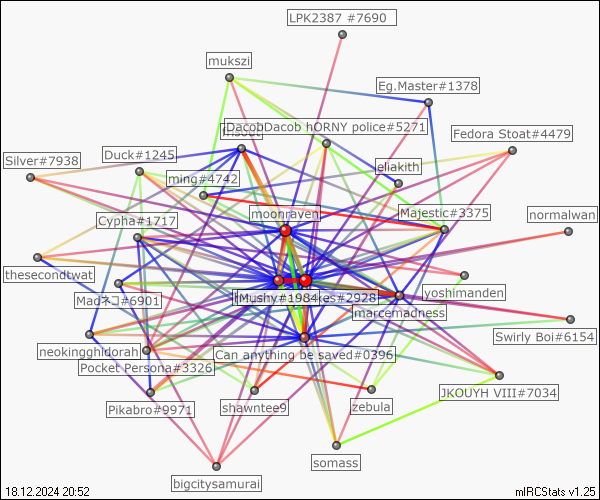 LPK2387 #7690
mukszi
Eg.Master#1378
DacobDacob hORNY police#5271
Fedora Stoat#4479
Duck#1245
Silver#7938
eliakith
ming#4742
moonraven
Majestic#3375
normalwan
Cypha#1717
thesecondtwat
yoshimanden
Madネコ#6901
Mushy#1984
ies#2928
marcemadness
Swirly Boi#6154
neokingghidorah
Can anything be saved#0396
Pocket Persona#3326
JKOUYH VIII#7034
Pikabro#9971
shawntee9
zebula
somass
bigcitysamurai
18.12.2024 20:52
mIRCStats v1.25